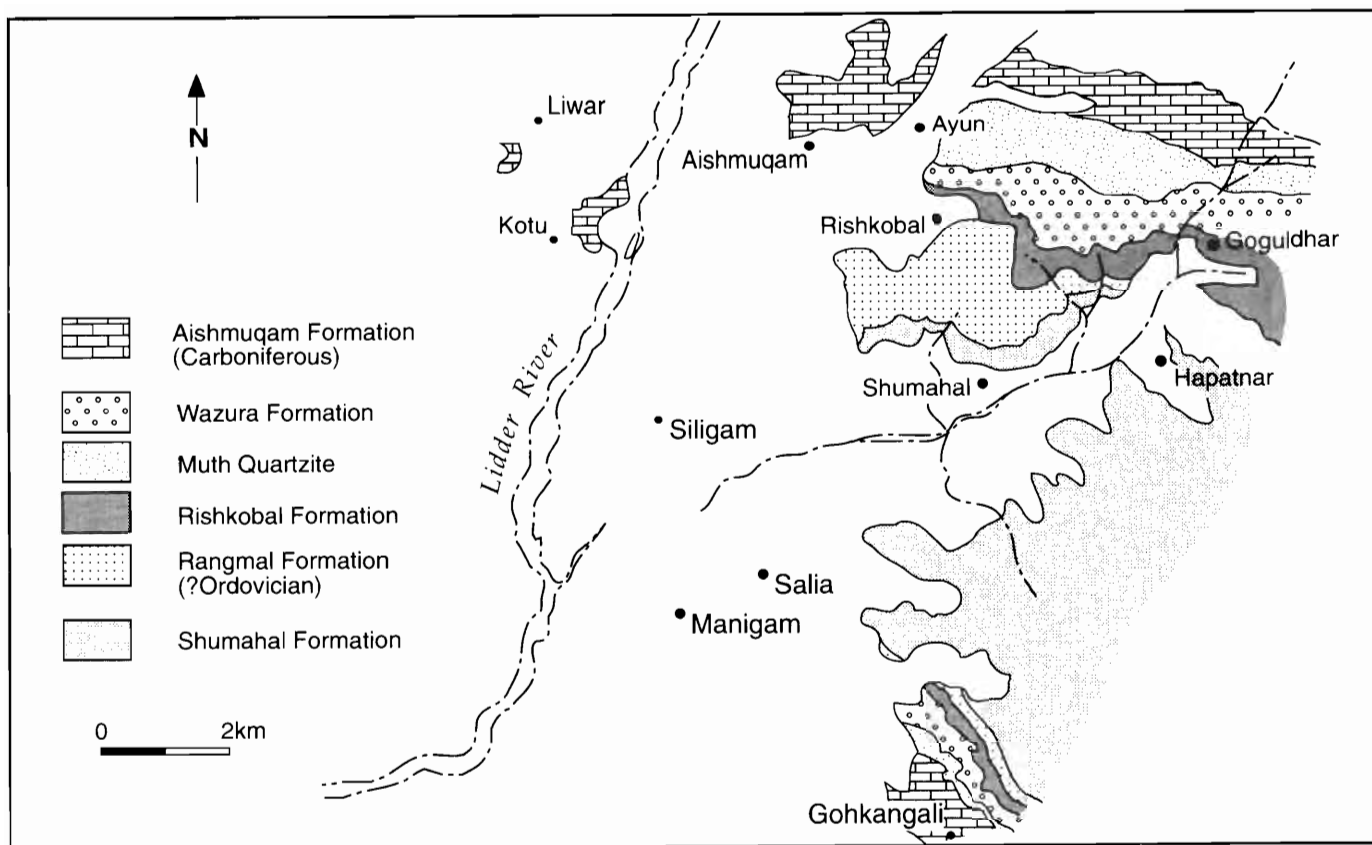 N
Liwar
Ayun
Aishmuqam
Kotu
Rishkobal
Goguldhar
Aishmuqam Formation
(Carboniferous)
Wazura Formation
Muth Quartzite
Rishkobal Formation
Rangmal Formation
(?Ordovician)
Shumahal Formation
0 2km
Lidder River
Shumahal
Hapatnar
Siligam
Salia
Manigam
Gohkangali